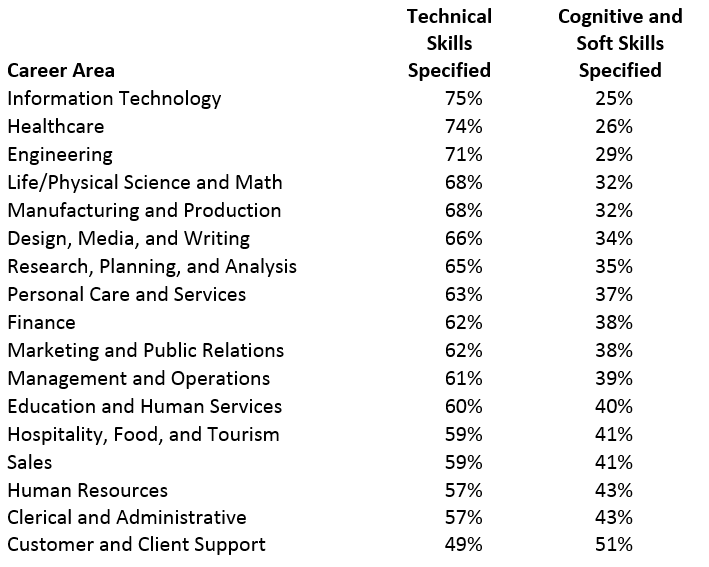 Technical Cognitive and
Skills Soft Skills
Career Area Specified Specified
Information Technology 75% 25%
Healthcare 74% 26%
Engineering 71% 29%
Life/Physical Science and Math 68% 32%
Manufacturing and Production 68% 32%
Design, Media, and Writing 66% 34%
Research, Planning, and Analysis 65% 35%
Personal Care and Services 63% 37%
Finance 62% 38%
Marketing and Public Relations 62% 38%
Management and Operations 61% 39%
Education and Human Services 60% 40%
Hospitality, Food, and Tourism 59% 41%
Sales 59% 41%
Human Resources 57% 43%
Clerical and Administrative 57% 43%
Customer and Client Support 49% 51%